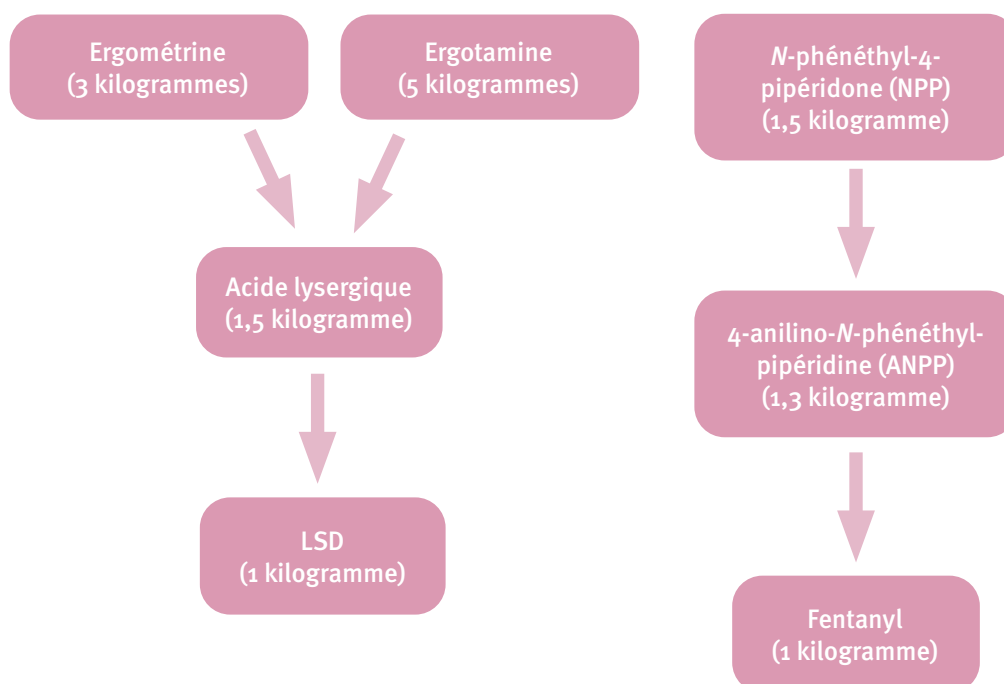 Ergométrine
(3 kilogrammes)
Ergotamine
(5 kilogrammes)
N-phénéthyl-4-
pipéridone (NPP)
(1,5 kilogramme)
Acide lysergique
(1,5 kilogramme)
4-anilino-N-phénéthyl-
pipéridine (ANPP)
(1,3 kilogramme)
LSD
(1 kilogramme)
Fentanyl
(1 kilogramme)